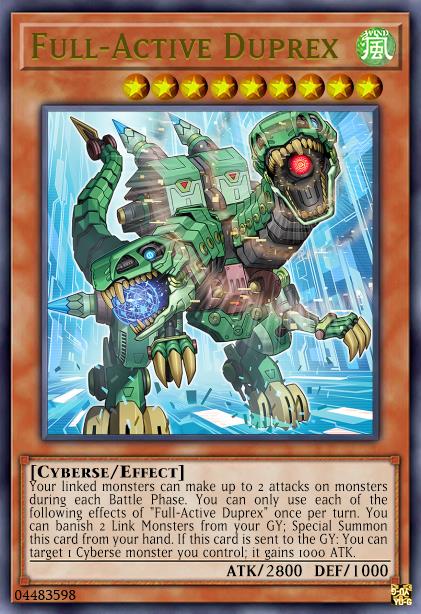 Full-Active Duprex
WIND
風
[Cyberse/Effect]
Your linked monsters can make up to 2 attacks on monsters
during each Battle Phase. You can only use each of the
following effects of "Full-Active Duprex" once per turn. You
can banish 2 Link Monsters from your GY; Special Summon
this card from your hand. If this card is sent to the GY: You can
target 1 Cyberse monster you control; it gains 1000 ATK.
ATK/2800 DEF/1000
04483598